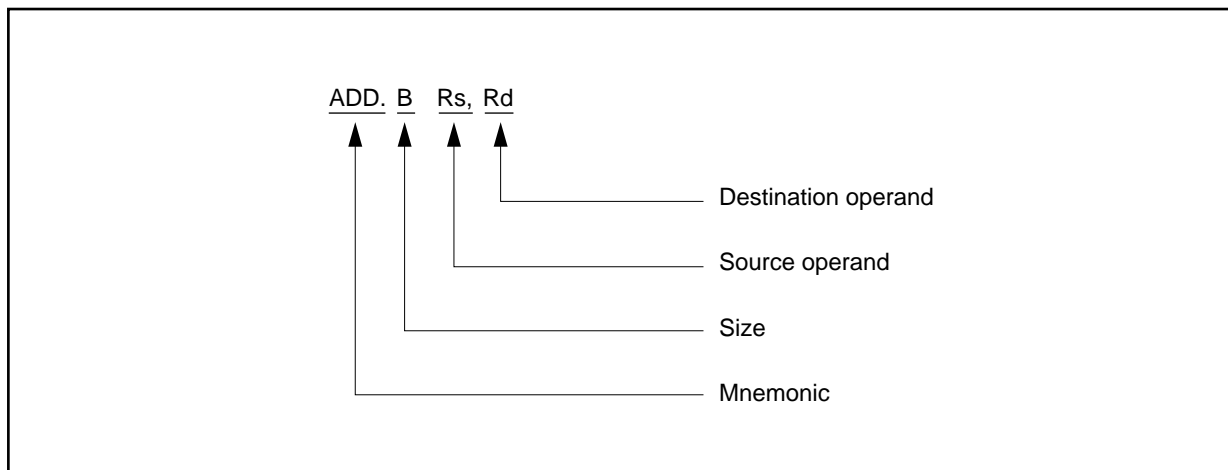 ADD. B Rs, Rd
Destination operand
Source operand
Size
Mnemonic